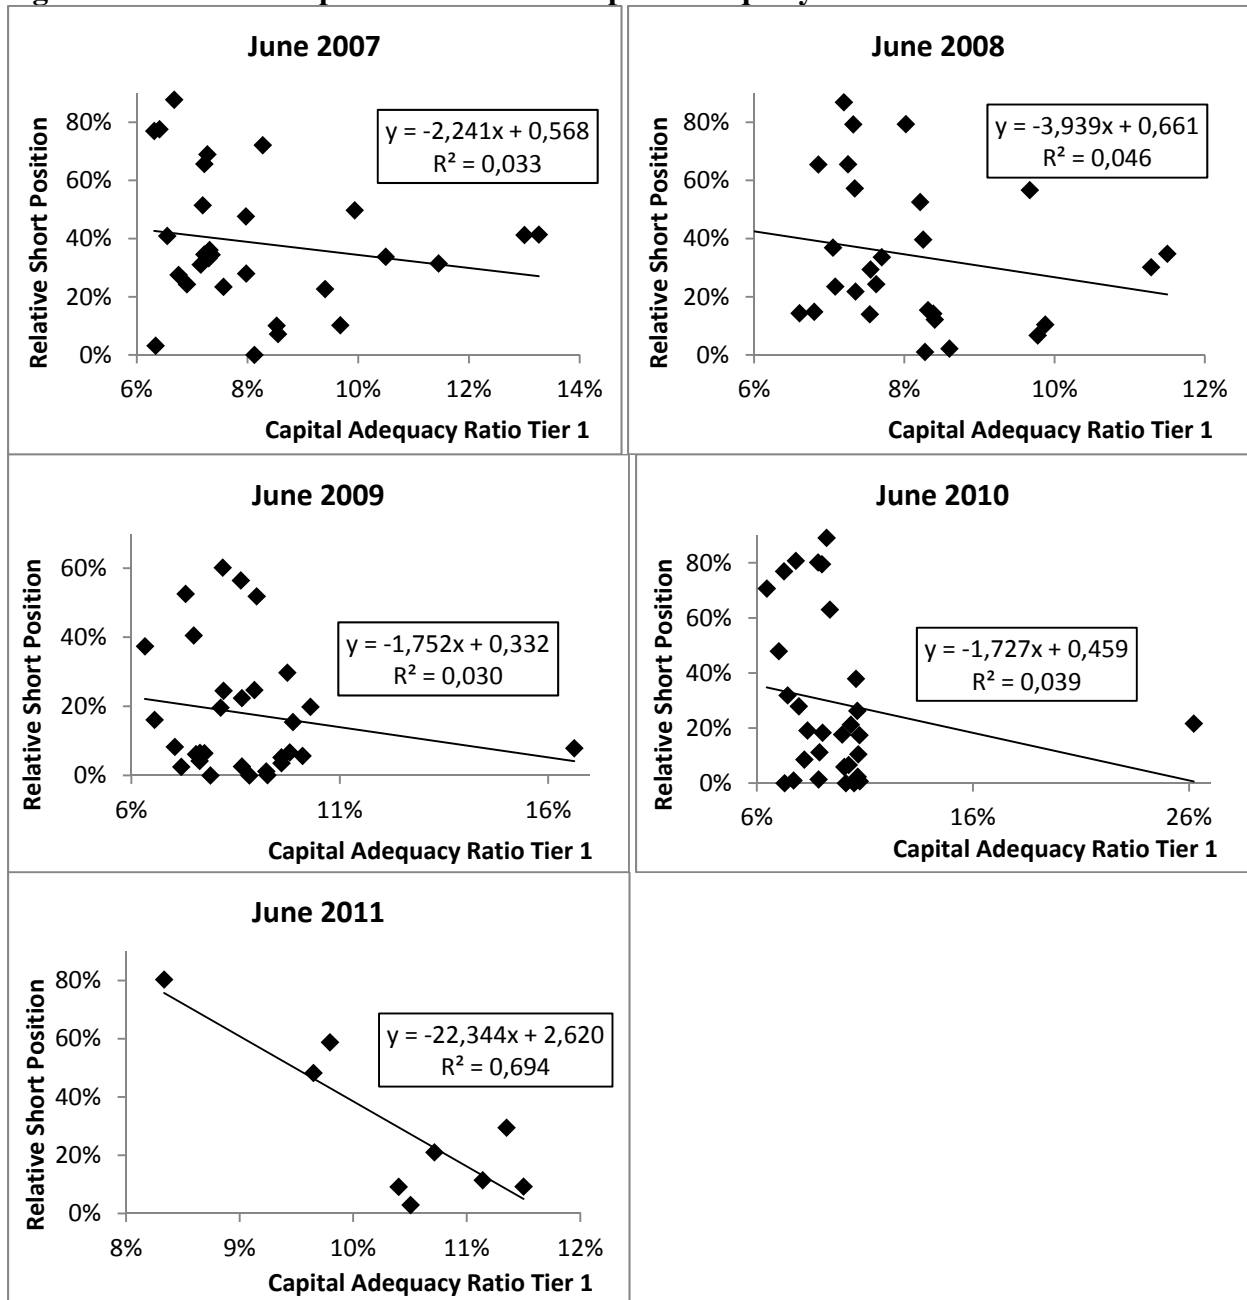 June 2007
Relative Short Position
80%
60%
40%
20%
0%
y = -2,241x + 0,568
R² = 0,033
6% 8% 10% 12% 14%
Capital Adequacy Ratio Tier 1
June 2008
Relative Short Position
80%
60%
40%
20%
0%
y = -3,939x + 0,661
R² = 0,046
6% 8% 10% 12%
Capital Adequacy Ratio Tier 1
June 2009
Relative Short Position
60%
40%
20%
0%
y = -1,752x + 0,332
R² = 0,030
6% 11% 16%
Capital Adequacy Ratio Tier 1
June 2010
Relative Short Position
80%
60%
40%
20%
0%
y = -1,727x + 0,459
R² = 0,039
6% 16% 26%
Capital Adequacy Ratio Tier 1
June 2011
Relative Short Position
80%
60%
40%
20%
0%
y = -22,344x + 2,620
R² = 0,694
8% 9% 10% 11% 12%
Capital Adequacy Ratio Tier 1